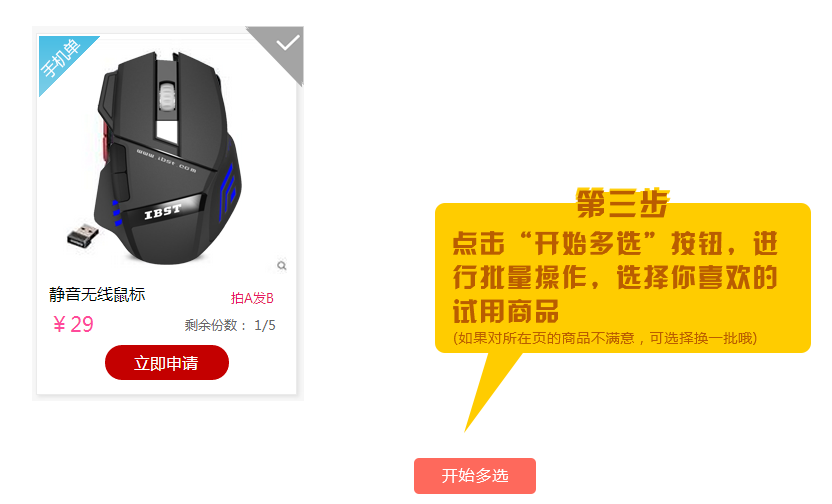 手机单
www.ibst.com
IBST
静音无线鼠标
拍A发B
￥29
剩余份数： 1/5
立即申请
第三步
点击“开始多选”按钮，进
行批量操作，选择你喜欢的
试用商品
(如果对所在页的商品不满意，可选择换一批哦)
开始多选